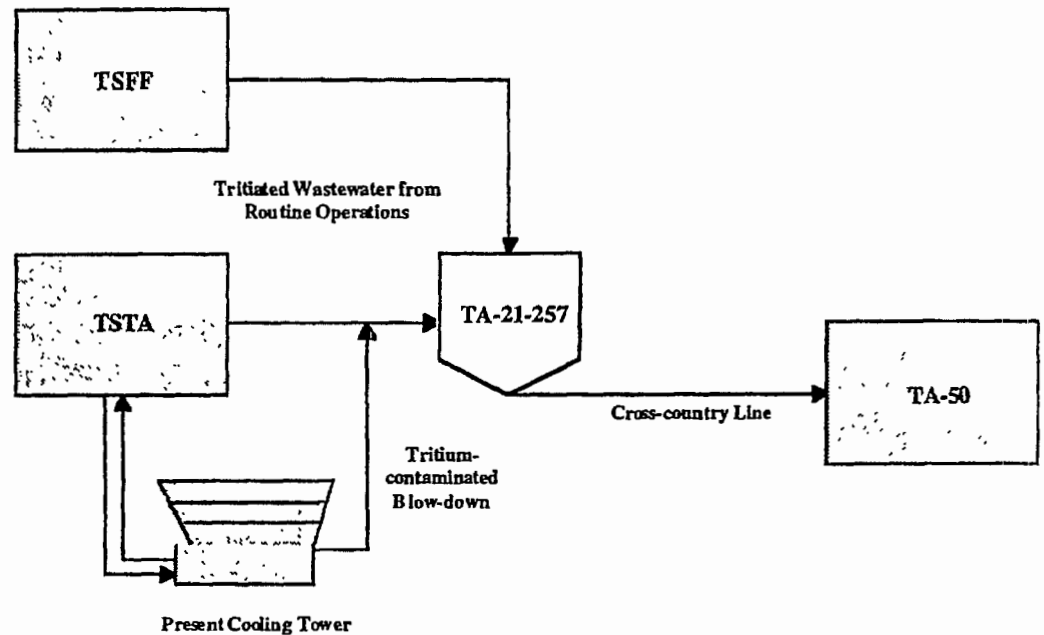 TSFF
Tritiated Wastewater from
Routine Operations
TSTA
TA-21-257
TA-50
Cross-country Line
Tritium-
contaminated
Blow-down
Present Cooling Tower